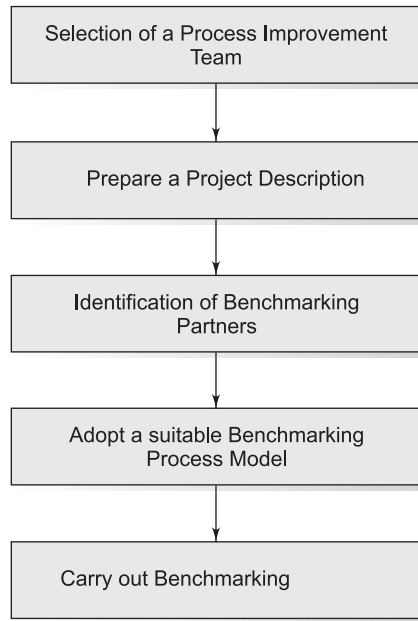 Selection of a Process Improvement
Team
Prepare a Project Description
Identification of Benchmarking
Partners
Adopt a suitable Benchmarking
Process Model
Carry out Benchmarking